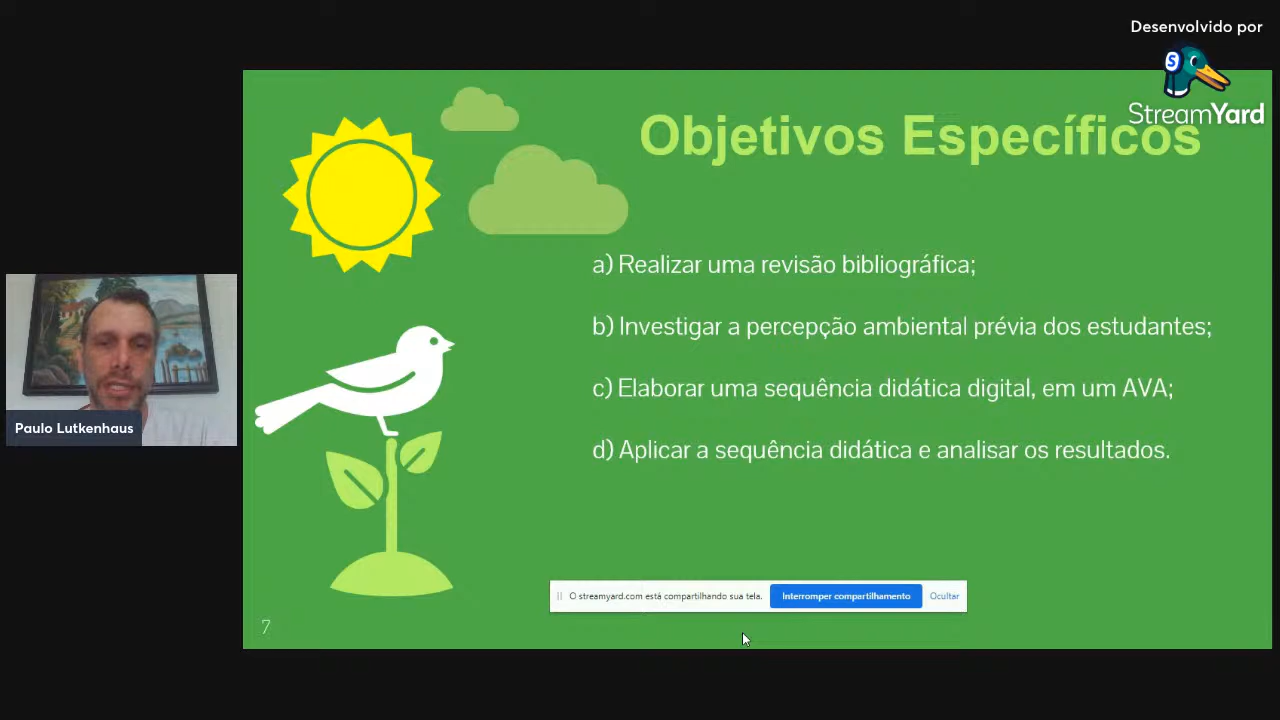 Desenvolvido por
StreamYard
Objetivos Específicos
a) Realizar uma revisão bibliográfica;
b) Investigar a percepção ambiental prévia dos estudantes;
c) Elaborar uma sequência didática digital, em um AVA;
d) Aplicar a sequência didática e analisar os resultados.
Paulo Lutkenhaus
O streamyard.com está compartilhando sua tela.
Interromper compartilhamento
Ocultar
7